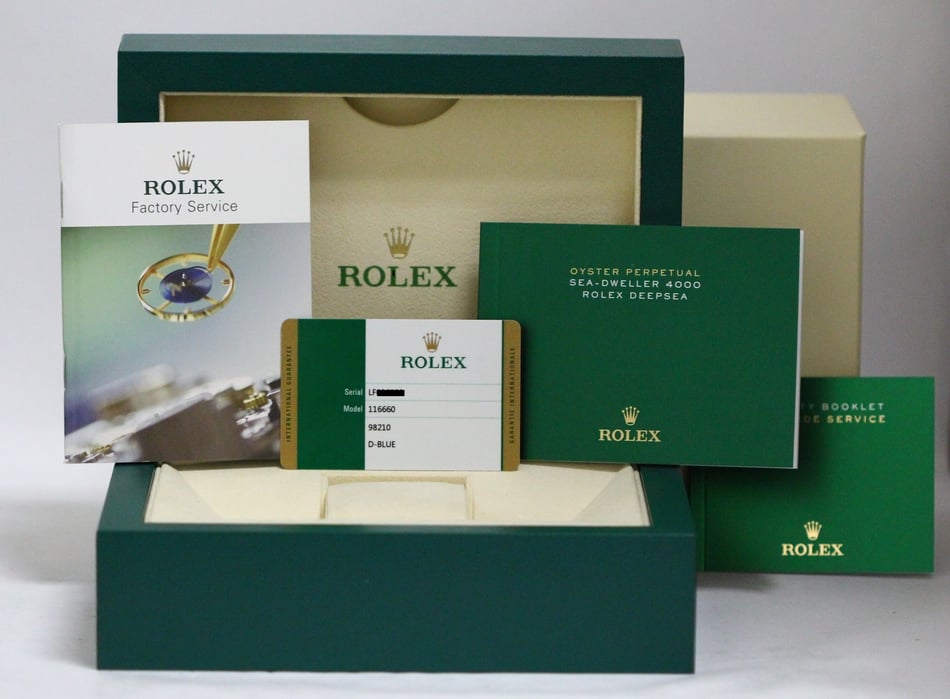 ROLEX
Factory Service
ROLEX
OYSTER PERPETUAL
SEA-DWELLER 4000
ROLEX DEEPSEA
ROLEX
INTERNATIONAL GUARANTEE
ROLEX
Serial LF
Model 116660
98210
D-BLUE
GARANTIE INTERNATIONALE
TY BOOKLET
DE SERVICE
ROLEX